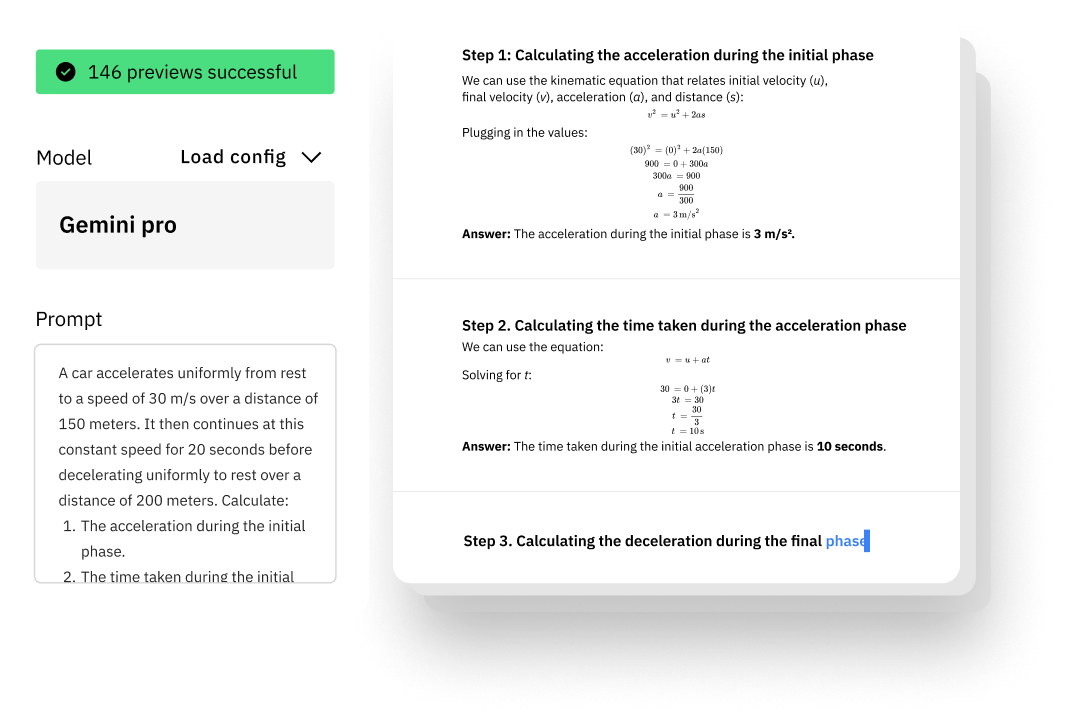 146 previews successful
Model
Load config
Gemini pro
Prompt
A car accelerates uniformly from rest
to a speed of 30 m/s over a distance of
150 meters. It then continues at this
constant speed for 20 seconds before
decelerating uniformly to rest over a
distance of 200 meters. Calculate:
1. The acceleration during the initial
phase.
2. The time taken during the initial
Step 1: Calculating the acceleration during the initial phase
We can use the kinematic equation that relates initial velocity (u),
final velocity (v), acceleration (a), and distance (s):
v² = u² + 2as
Plugging in the values:
(30)² = (0)² + 2a(150)
900 = 0 + 300a
300a = 900
a = 900/300
a = 3 m/s²
Answer: The acceleration during the initial phase is 3 m/s².
Step 2. Calculating the time taken during the acceleration phase
We can use the equation:
v = u + at
Solving for t:
30 = 0 + (3)t
3t = 30
t = 30/3
t = 10 s
Answer: The time taken during the initial acceleration phase is 10 seconds.
Step 3. Calculating the deceleration during the final phase